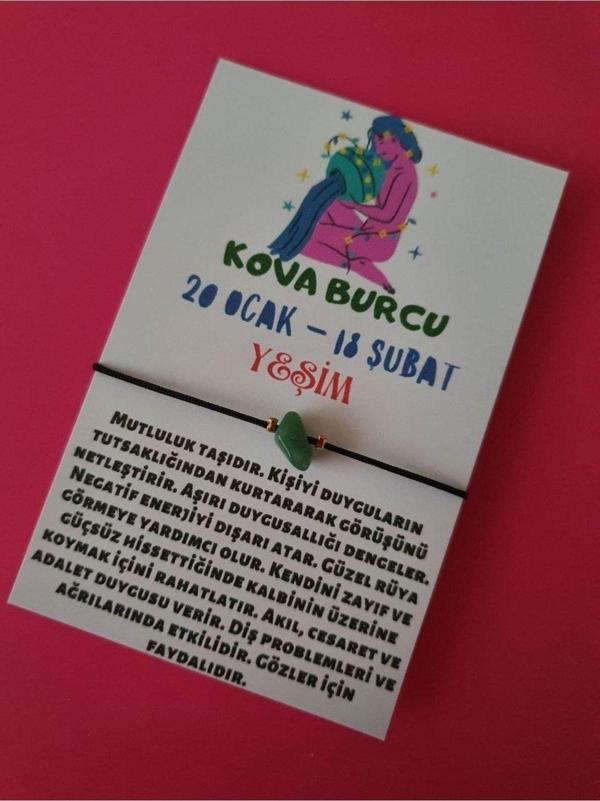 KOVA BURCU
20 OCAK – 18 ŞUBAT
YEŞİM
MUTLULUK TAŞIDIR. KİŞİYİ DUYGULARIN
TUTSAKLIĞINDAN KURTARARAK GÖRÜŞÜNÜ
NETLEŞTİRİR. AŞIRI DUYGUSALLIĞI DENGELER.
NEGATİF ENERJİYİ DIŞARI ATAR. GÜZEL RÜYA
GÖRMEYE YARDIMCI OLUR. KENDİNİ ZAYIF VE
GÜÇSÜZ HİSSETTİĞİNDE KALBİNİN ÜZERİNE
KOYMAK İÇİNİ RAHATLATIR. AKIL, CESARET VE
ADALET DUYGUSU VERİR. DİŞ PROBLEMLERİ VE
AĞRILARINDA ETKİLİDİR. GÖZLER İÇİN
FAYDALIDIR.